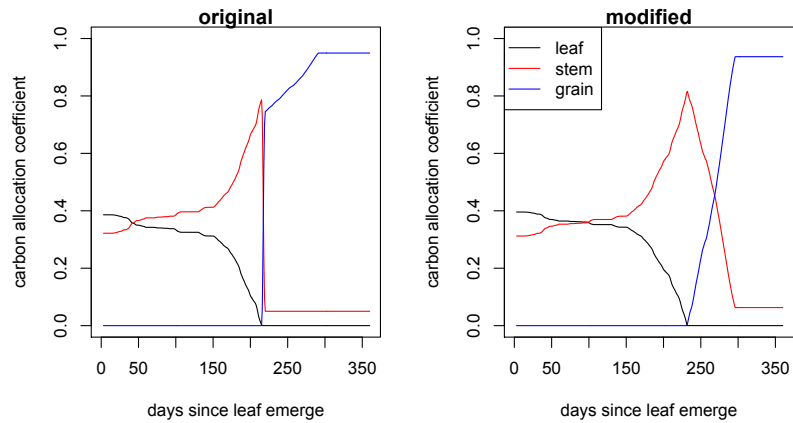 original
carbon allocation coefficient
1.0
0.8
0.6
0.4
0.2
0.0
0 50 150 250 350
days since leaf emerge
modified
leaf
stem
grain
carbon allocation coefficient
1.0
0.8
0.6
0.4
0.2
0.0
0 50 150 250 350
days since leaf emerge